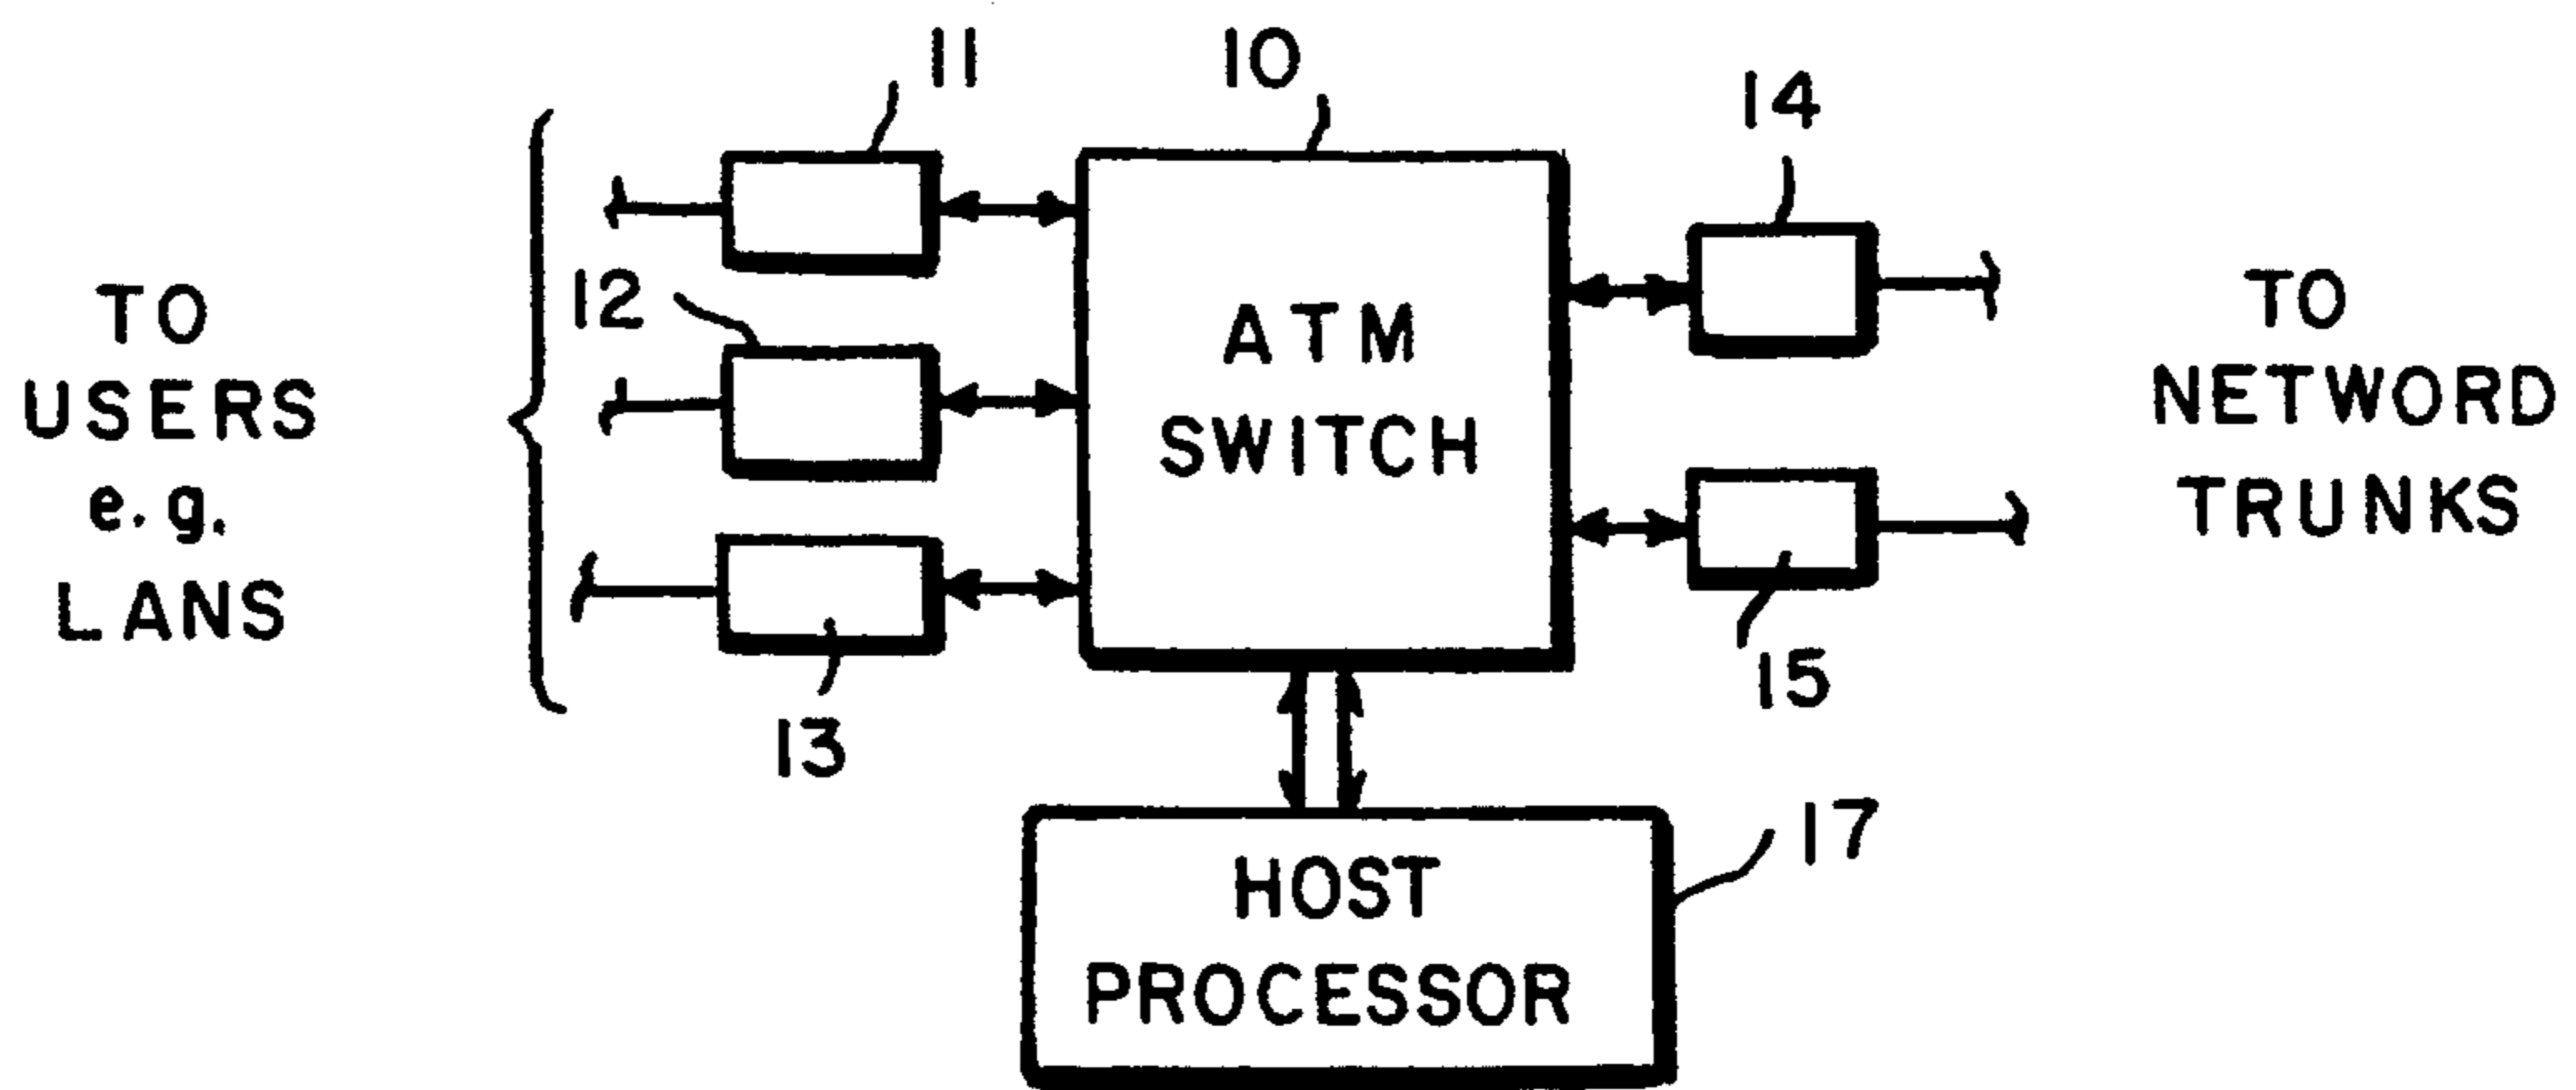 11
10
14
12
13
15
17
TO
USERS
e.g.
LANS
ATM
SWITCH
TO
NETWORD
TRUNKS
HOST
PROCESSOR